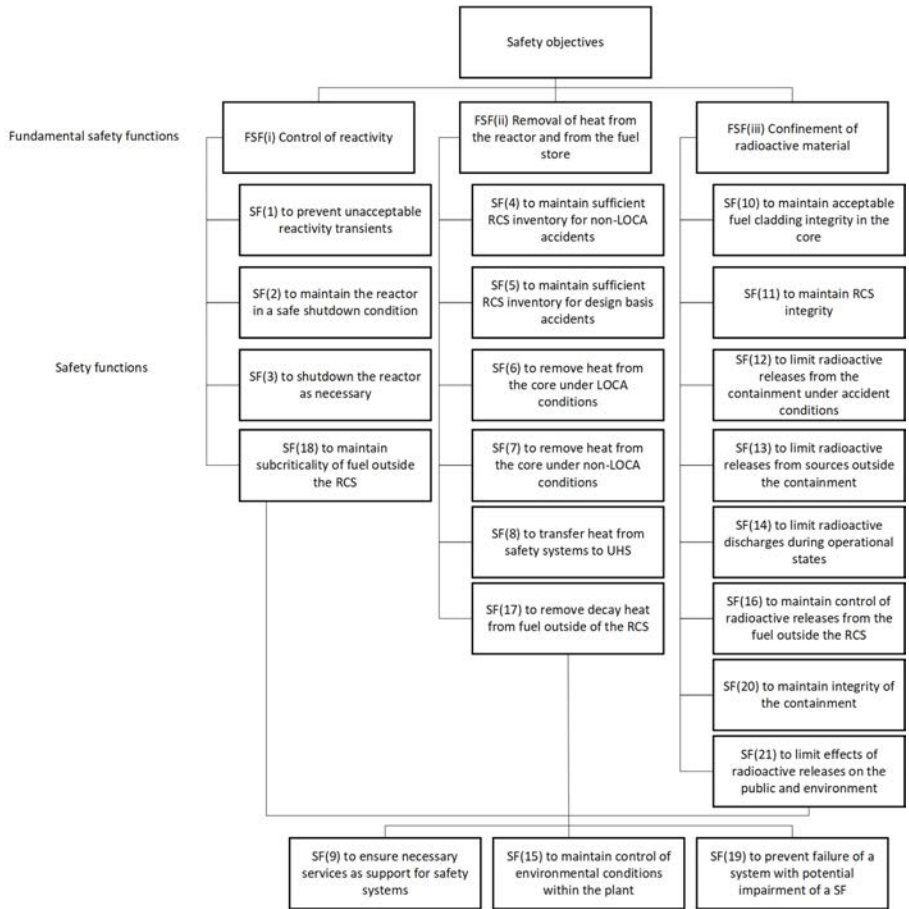 Safety objectives
Fundamental safety functions
FSF(i) Control of reactivity
FSF(ii) Removal of heat from
the reactor and from the fuel
store
FSF(iii) Confinement of
radioactive material
Safety functions
SF(1) to prevent unacceptable
reactivity transients
SF(2) to maintain the reactor
in a safe shutdown condition
SF(3) to shutdown the reactor
as necessary
SF(18) to maintain
subcriticality of fuel outside
the RCS
SF(4) to maintain sufficient
RCS inventory for non-LOCA
accidents
SF(5) to maintain sufficient
RCS inventory for design basis
accidents
SF(6) to remove heat from
the core under LOCA
conditions
SF(7) to remove heat from
the core under non-LOCA
conditions
SF(8) to transfer heat from
safety systems to UHS
SF(17) to remove decay heat
from fuel outside of the RCS
SF(10) to maintain acceptable
fuel cladding integrity in the
core
SF(11) to maintain RCS
integrity
SF(12) to limit radioactive
releases from the
containment under accident
conditions
SF(13) to limit radioactive
releases from sources outside
the containment
SF(14) to limit radioactive
discharges during operational
states
SF(16) to maintain control of
radioactive releases from the
fuel outside the RCS
SF(20) to maintain integrity of
the containment
SF(21) to limit effects of
radioactive releases on the
public and environment
SF(9) to ensure necessary
services as support for safety
systems
SF(15) to maintain control of
environmental conditions
within the plant
SF(19) to prevent failure of a
system with potential
impairment of a SF